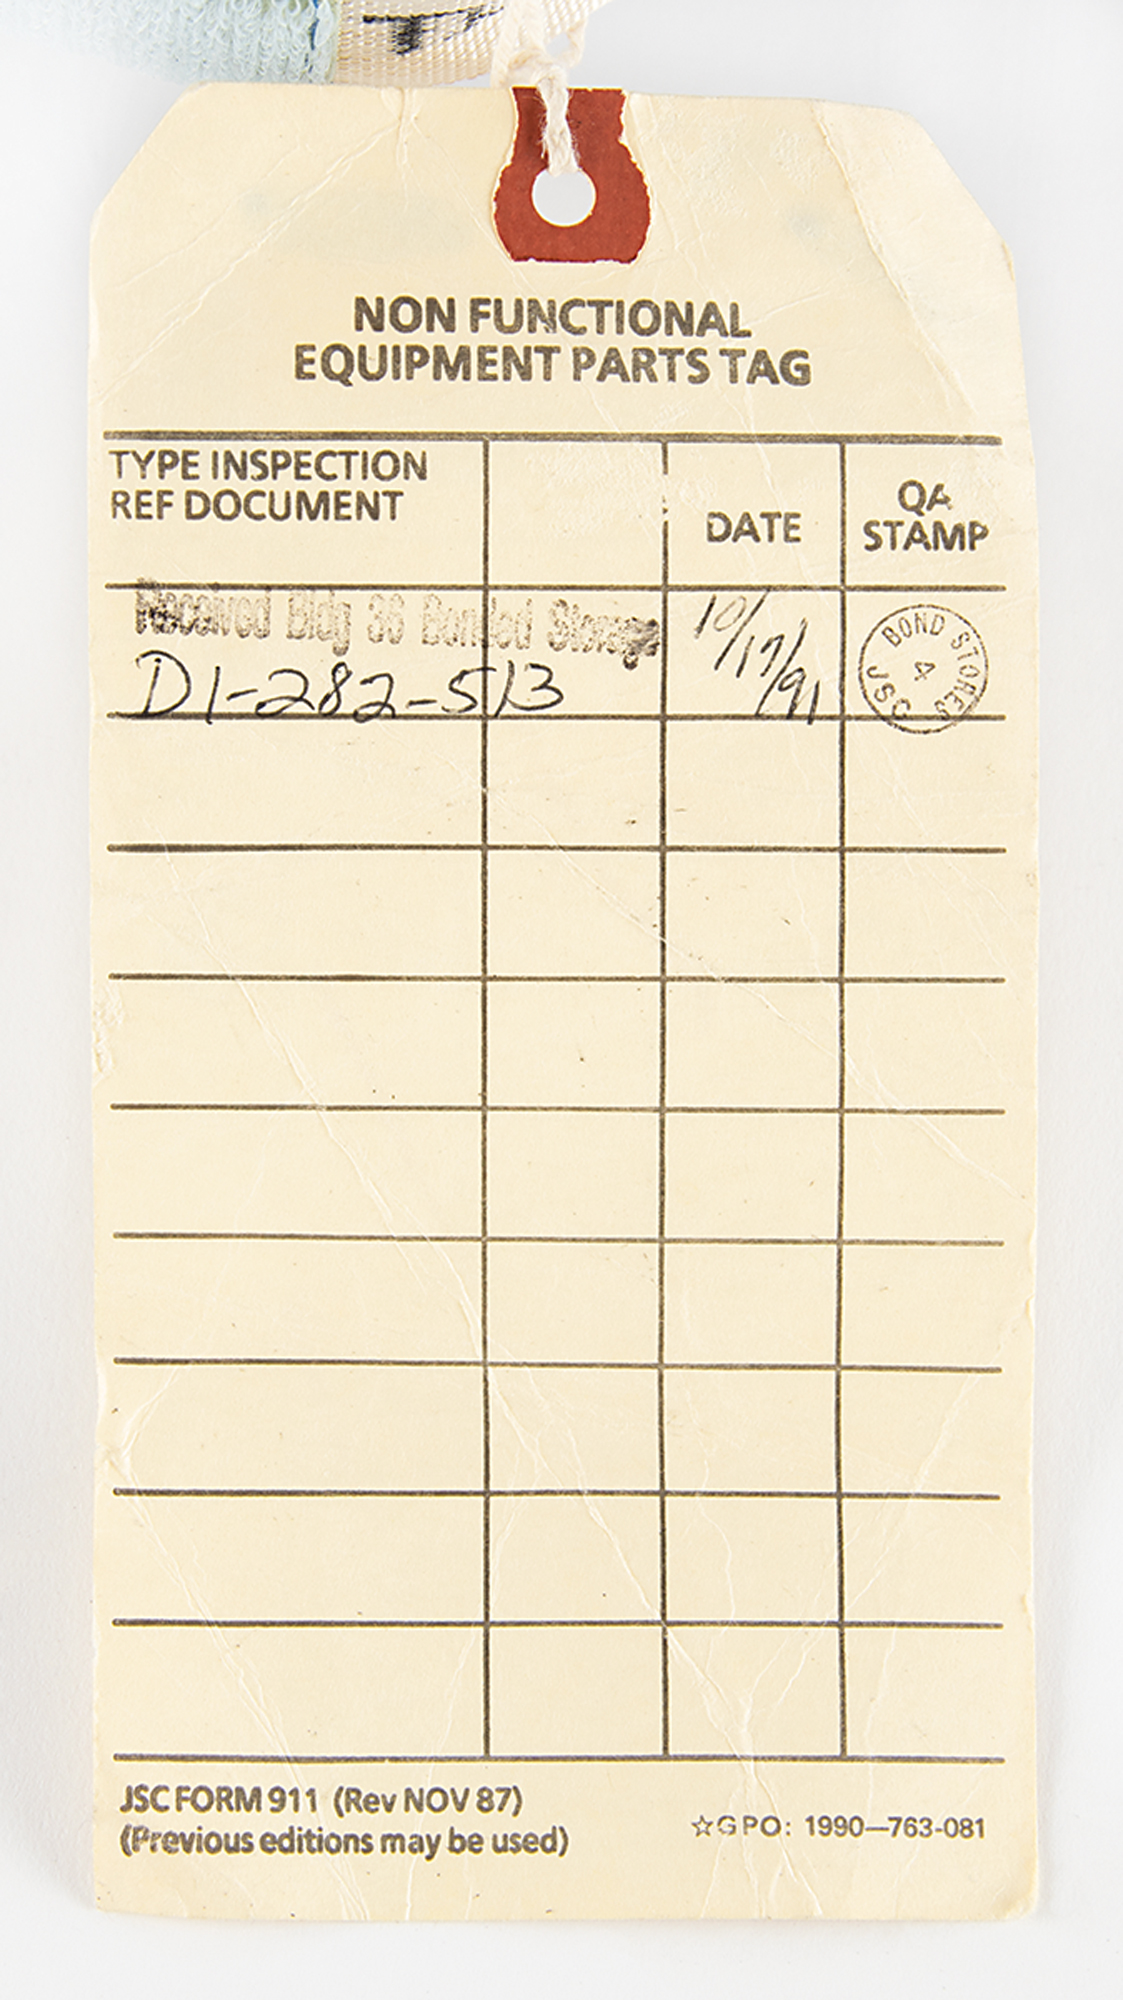 NON FUNCTIONAL
EQUIPMENT PARTS TAG
TYPE INSPECTION
REF DOCUMENT
DATE
QA
STAMP
Received Bldg 36 Bonded Storage
D1-282-513
10/17/91
BOND STORES
4
JSC
JSC FORM 911 (Rev NOV 87)
(Previous editions may be used)
☆GPO: 1990—763-081